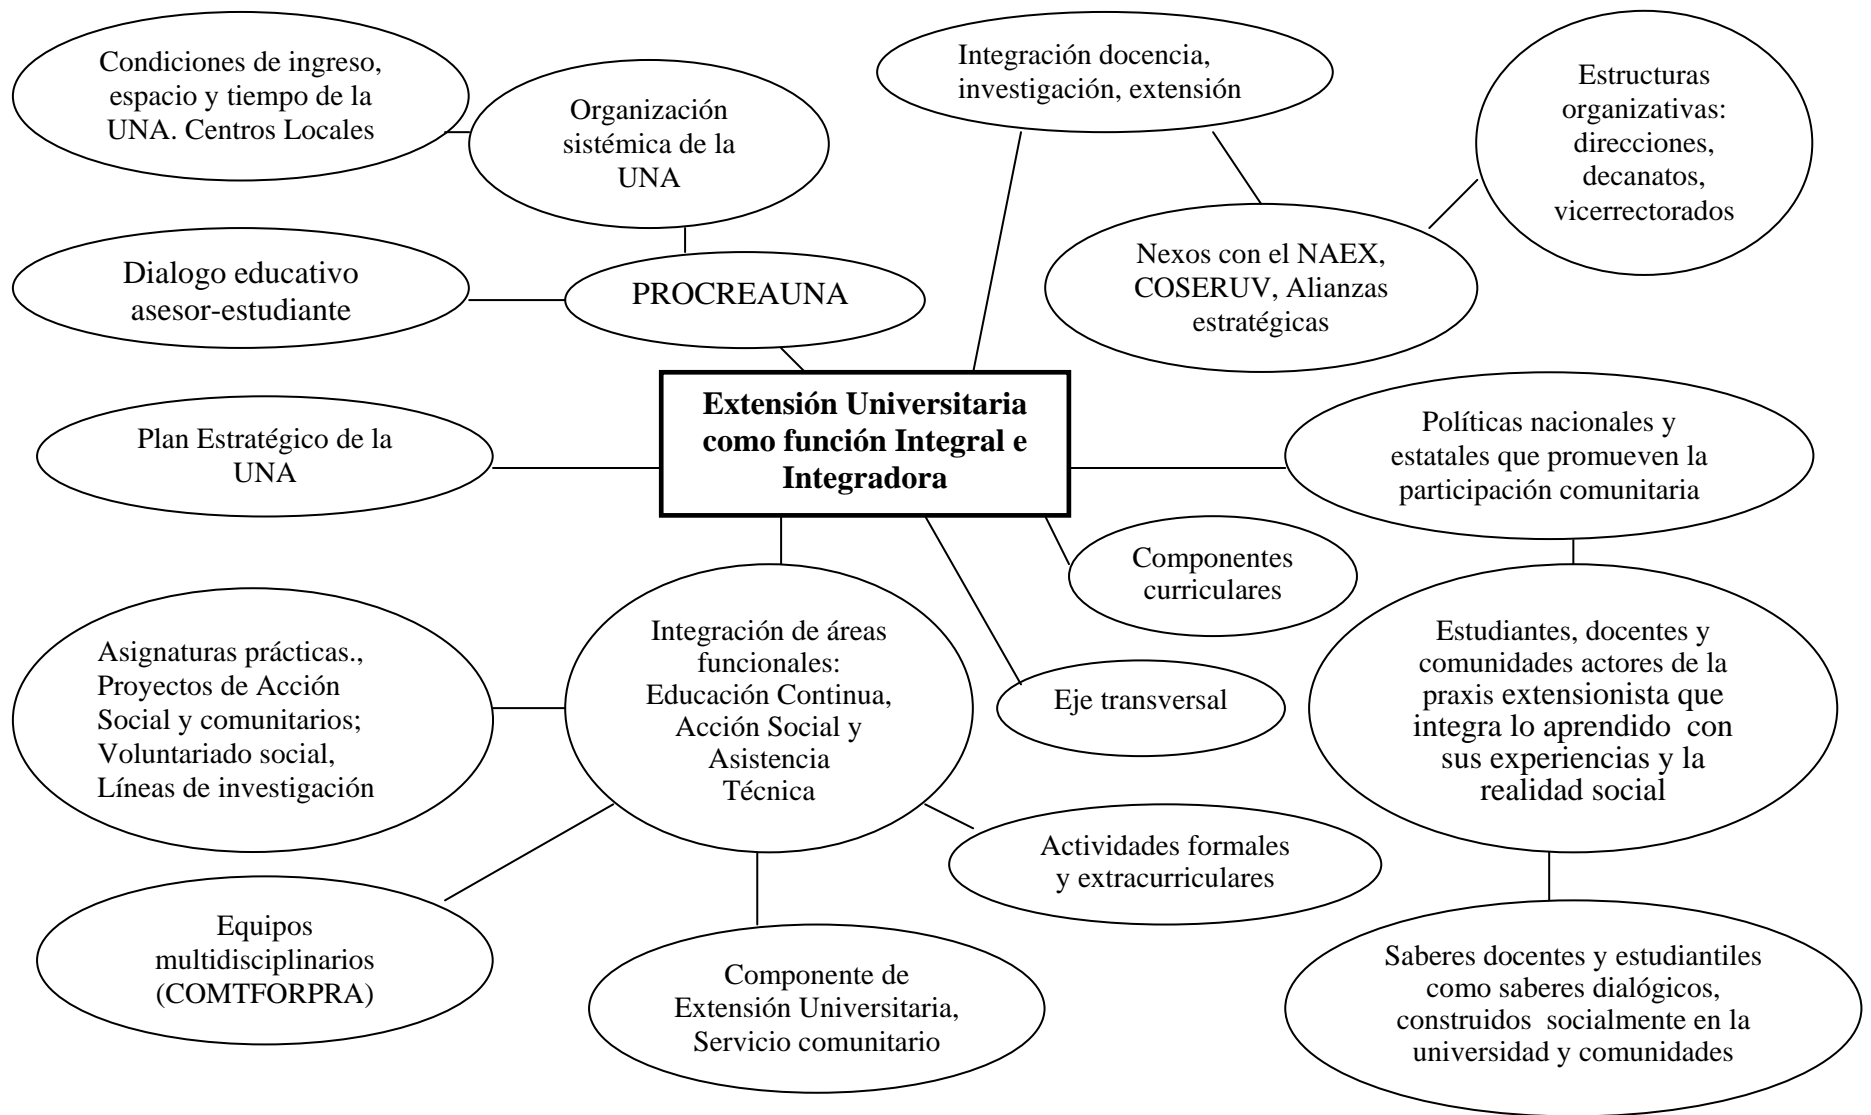 Condiciones de ingreso,
espacio y tiempo de la
UNA. Centros Locales
Organización
sistémica de la
UNA
Integración docencia,
investigación, extensión
Estructuras
organizativas:
direcciones,
decanatos,
vicerrectorados
Dialogo educativo
asesor-estudiante
PROCREAUNA
Nexos con el NAEX,
COSERUV, Alianzas
estratégicas
Plan Estratégico de la
UNA
Extensión Universitaria
como función Integral e
Integradora
Políticas nacionales y
estatales que promueven la
participación comunitaria
Componentes
curriculares
Asignaturas prácticas.,
Proyectos de Acción
Social y comunitarios;
Voluntariado social,
Líneas de investigación
Integración de áreas
funcionales:
Educación Continua,
Acción Social y
Asistencia
Técnica
Eje transversal
Estudiantes, docentes y
comunidades actores de la
praxis extensionista que
integra lo aprendido  con
sus experiencias y la
realidad social
Actividades formales
y extracurriculares
Equipos
multidisciplinarios
(COMTFORPRA)
Componente de
Extensión Universitaria,
Servicio comunitario
Saberes docentes y estudiantiles
como saberes dialógicos,
construidos  socialmente en la
universidad y comunidades